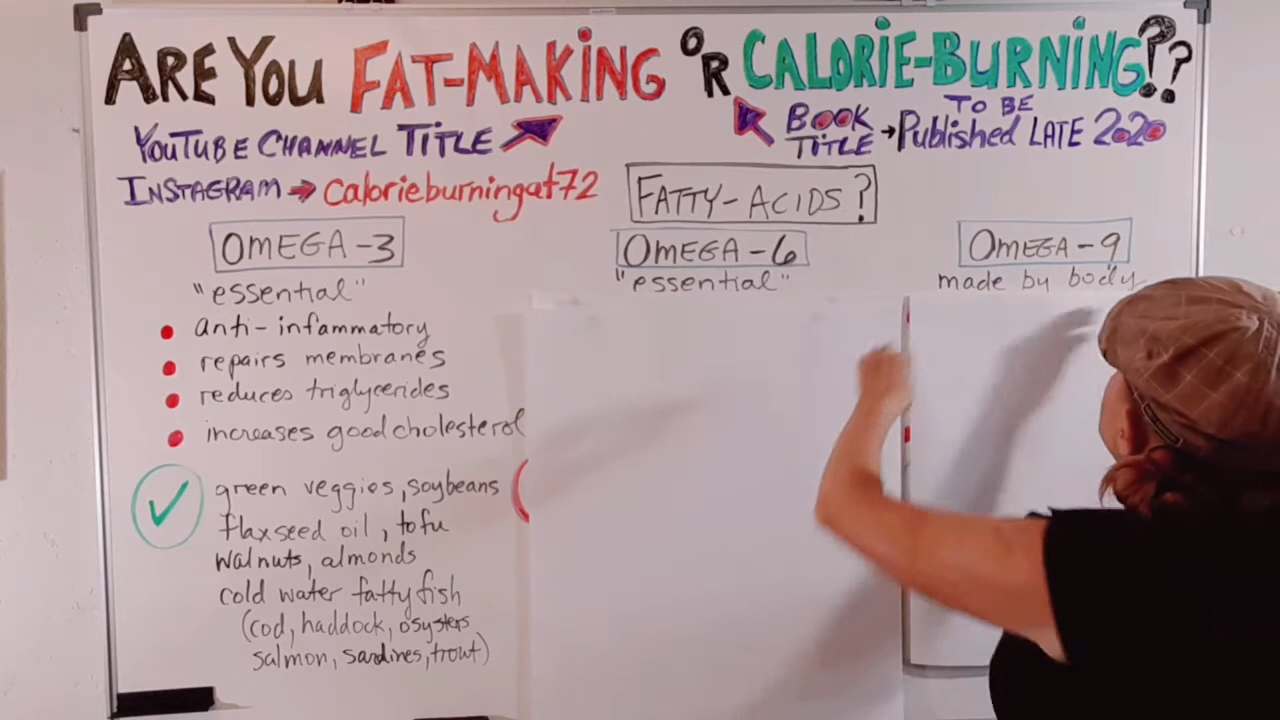 ARE YOU FAT-MAKING OR CALORIE-BURNING??
YOUTUBE CHANNEL TITLE
BOOK TITLE → TO BE Published LATE 2020
INSTAGRAM → calorieburningat72
FATTY-ACIDS?
OMEGA-3
"essential"
• anti-infammatory
• repairs membranes
• reduces triglycerides
• increases good cholesterol
✓ green veggies, soybeans
flaxseed oil, tofu
walnuts, almonds
cold water fatty fish
(cod, haddock, osysters
salmon, sardines, trout)
OMEGA-6
"essential"
OMEGA-9
made by body